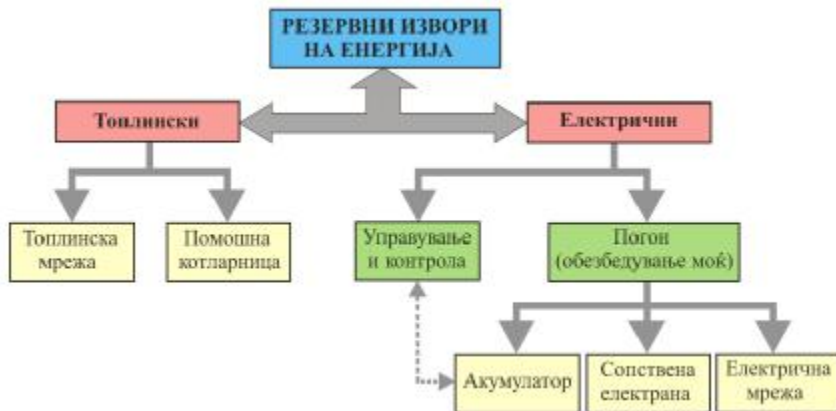 РЕЗЕРВНИ ИЗВОРИ
НА ЕНЕРГИЈА
Топлински
Електрични
Топлинска
мрежа
Помошна
котларница
Управување
и контрола
Погон
(обезбедување моќ)
Акумулатор
Сопствена
електрана
Електрична
мрежа